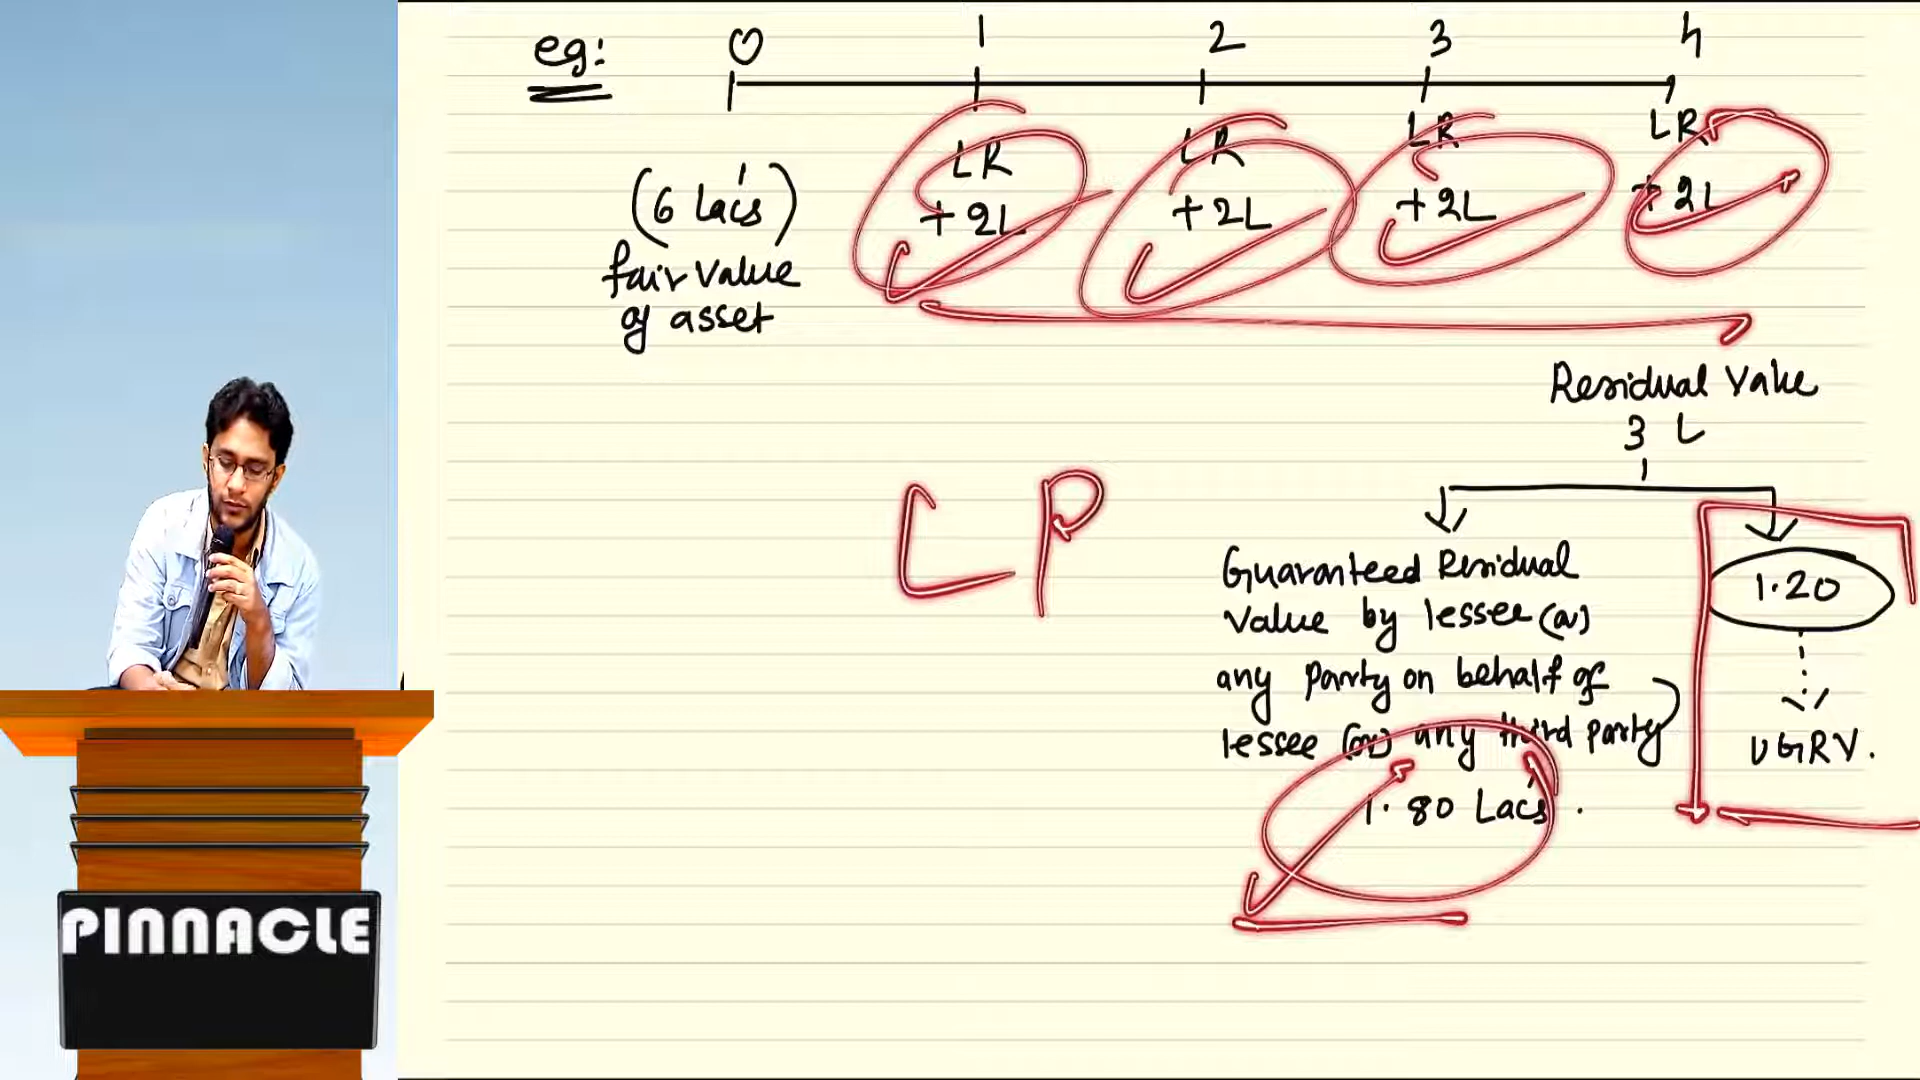 eg: 0 1 2 3 4
LR LR LR LR
(6 Lacs) +2L +2L +2L +2L
fair value
of asset
Residual Value
3 L
L P
Guaranteed Residual
Value by lessee (or)
any Party on behalf of
lessee (or) any third party
1.80 Lacs.
1.20
UGRV.
PINNACLE